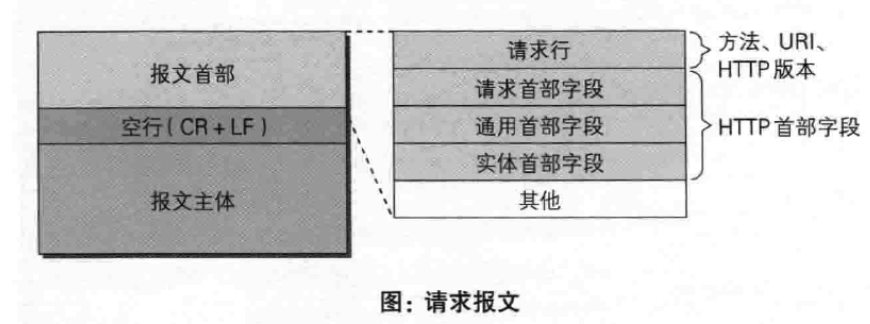 报文首部
空行(CR+LF)
报文主体
请求行
请求首部字段
通用首部字段
实体首部字段
其他
方法、URI、
HTTP版本
HTTP首部字段
图：请求报文